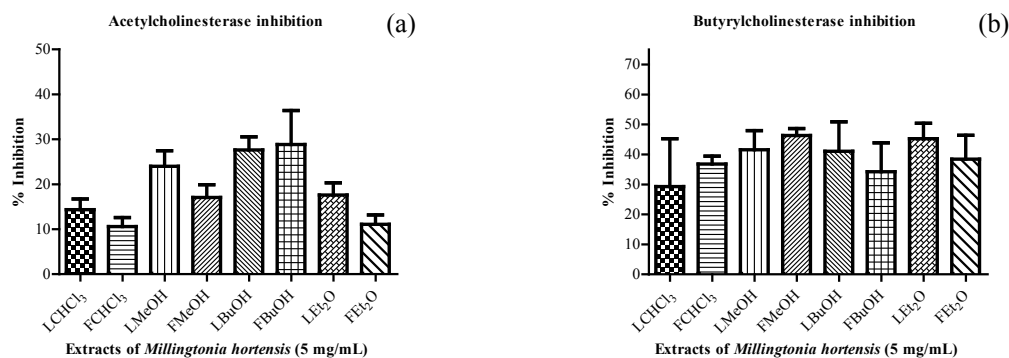 Acetylcholinesterase inhibition
(a)
% Inhibition
50
40
30
20
10
0
LCHCl₃
FCHCl₃
LMeOH
FMeOH
LBuOH
FBuOH
LEt₂O
FEt₂O
Extracts of Millingtonia hortensis (5 mg/mL)
Butyrylcholinesterase inhibition
(b)
% Inhibition
70
60
50
40
30
20
10
0
LCHCl₃
FCHCl₃
LMeOH
FMeOH
LBuOH
FBuOH
LEt₂O
FEt₂O
Extracts of Millingtonia hortensis (5 mg/mL)